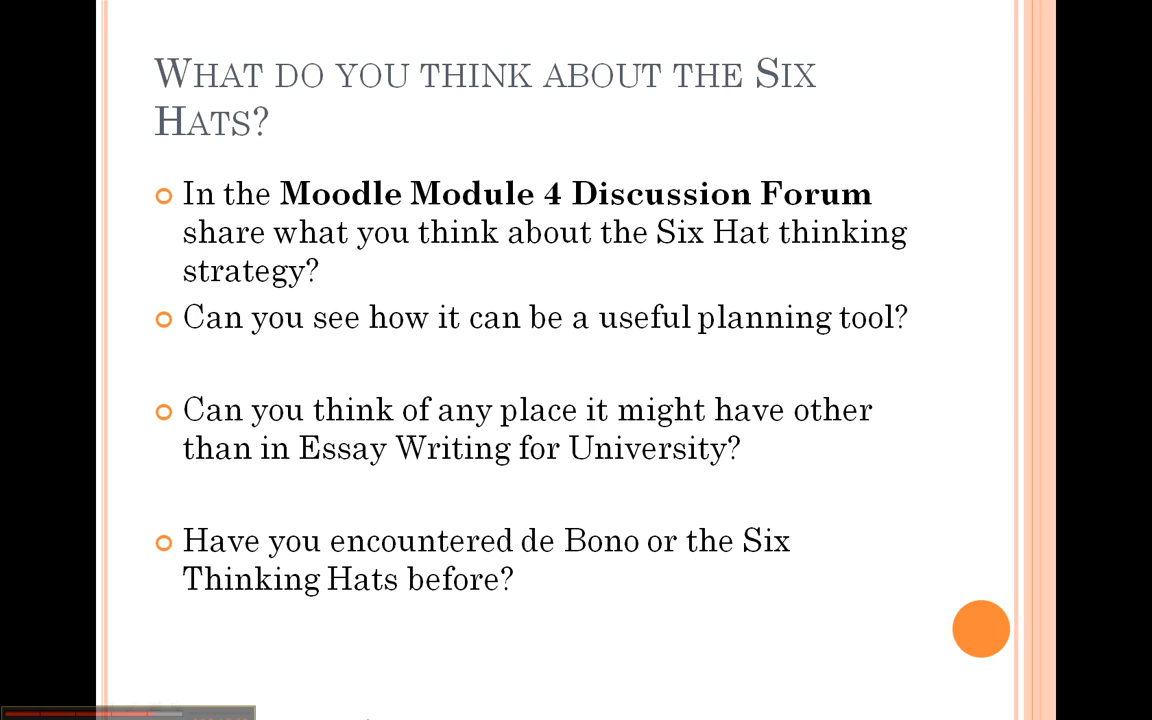 WHAT DO YOU THINK ABOUT THE SIX
HATS?
In the Moodle Module 4 Discussion Forum
share what you think about the Six Hat thinking
strategy?
Can you see how it can be a useful planning tool?
Can you think of any place it might have other
than in Essay Writing for University?
Have you encountered de Bono or the Six
Thinking Hats before?